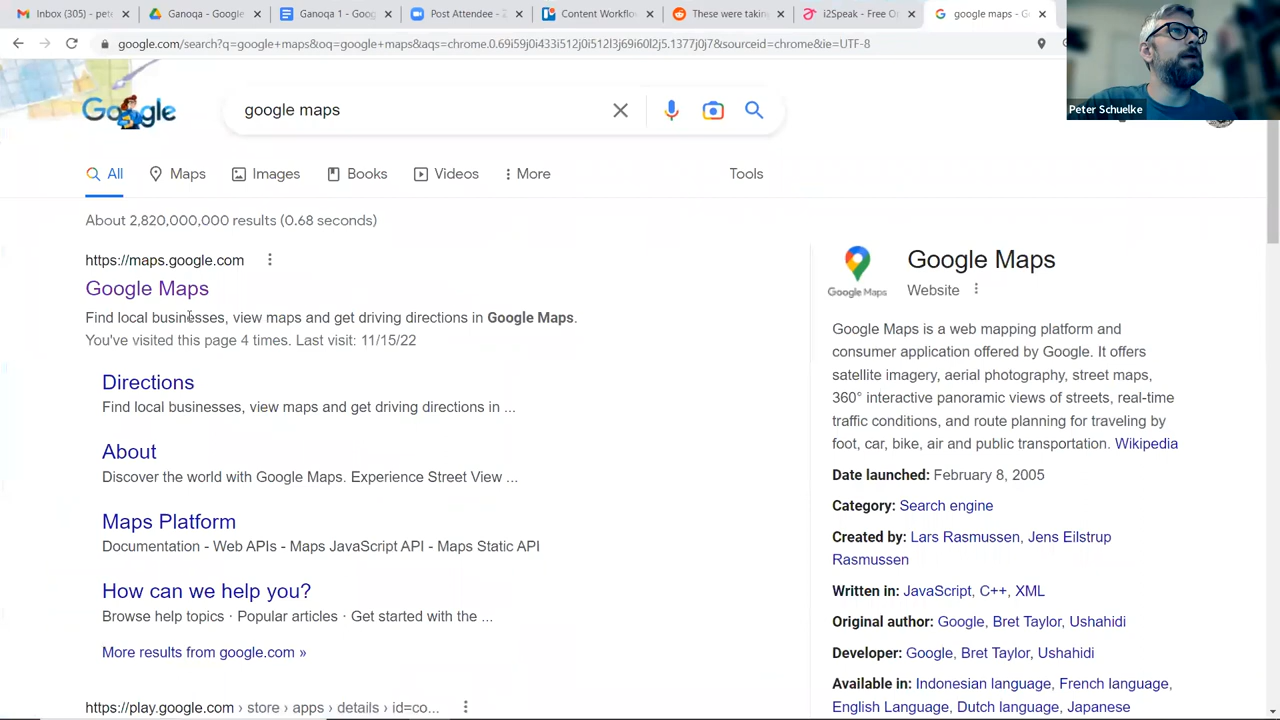 Inbox (305) - pete
Ganoqa - Google
Ganoqa 1 - Goog
Post Attendee - Z
Content Workflow
These were takin
i2Speak - Free On
google maps - G
google.com/search?q=google+maps&oq=google+maps&aqs=chrome.0.69i59j0i433i512j0i512l3j69i60l2j5.1377j0j7&sourceid=chrome&ie=UTF-8
Peter Schuelke
Google
google maps
All
Maps
Images
Books
Videos
More
Tools
About 2,820,000,000 results (0.68 seconds)
https://maps.google.com
Google Maps
Find local businesses, view maps and get driving directions in Google Maps.
You've visited this page 4 times. Last visit: 11/15/22
Directions
Find local businesses, view maps and get driving directions in ...
About
Discover the world with Google Maps. Experience Street View ...
Maps Platform
Documentation - Web APIs - Maps JavaScript API - Maps Static API
How can we help you?
Browse help topics · Popular articles · Get started with the ...
More results from google.com »
https://play.google.com › store › apps › details › id=co...
Google Maps
Google Maps
Website
Google Maps is a web mapping platform and
consumer application offered by Google. It offers
satellite imagery, aerial photography, street maps,
360° interactive panoramic views of streets, real-time
traffic conditions, and route planning for traveling by
foot, car, bike, air and public transportation. Wikipedia
Date launched: February 8, 2005
Category: Search engine
Created by: Lars Rasmussen, Jens Eilstrup
Rasmussen
Written in: JavaScript, C++, XML
Original author: Google, Bret Taylor, Ushahidi
Developer: Google, Bret Taylor, Ushahidi
Available in: Indonesian language, French language,
English Language, Dutch language, Japanese